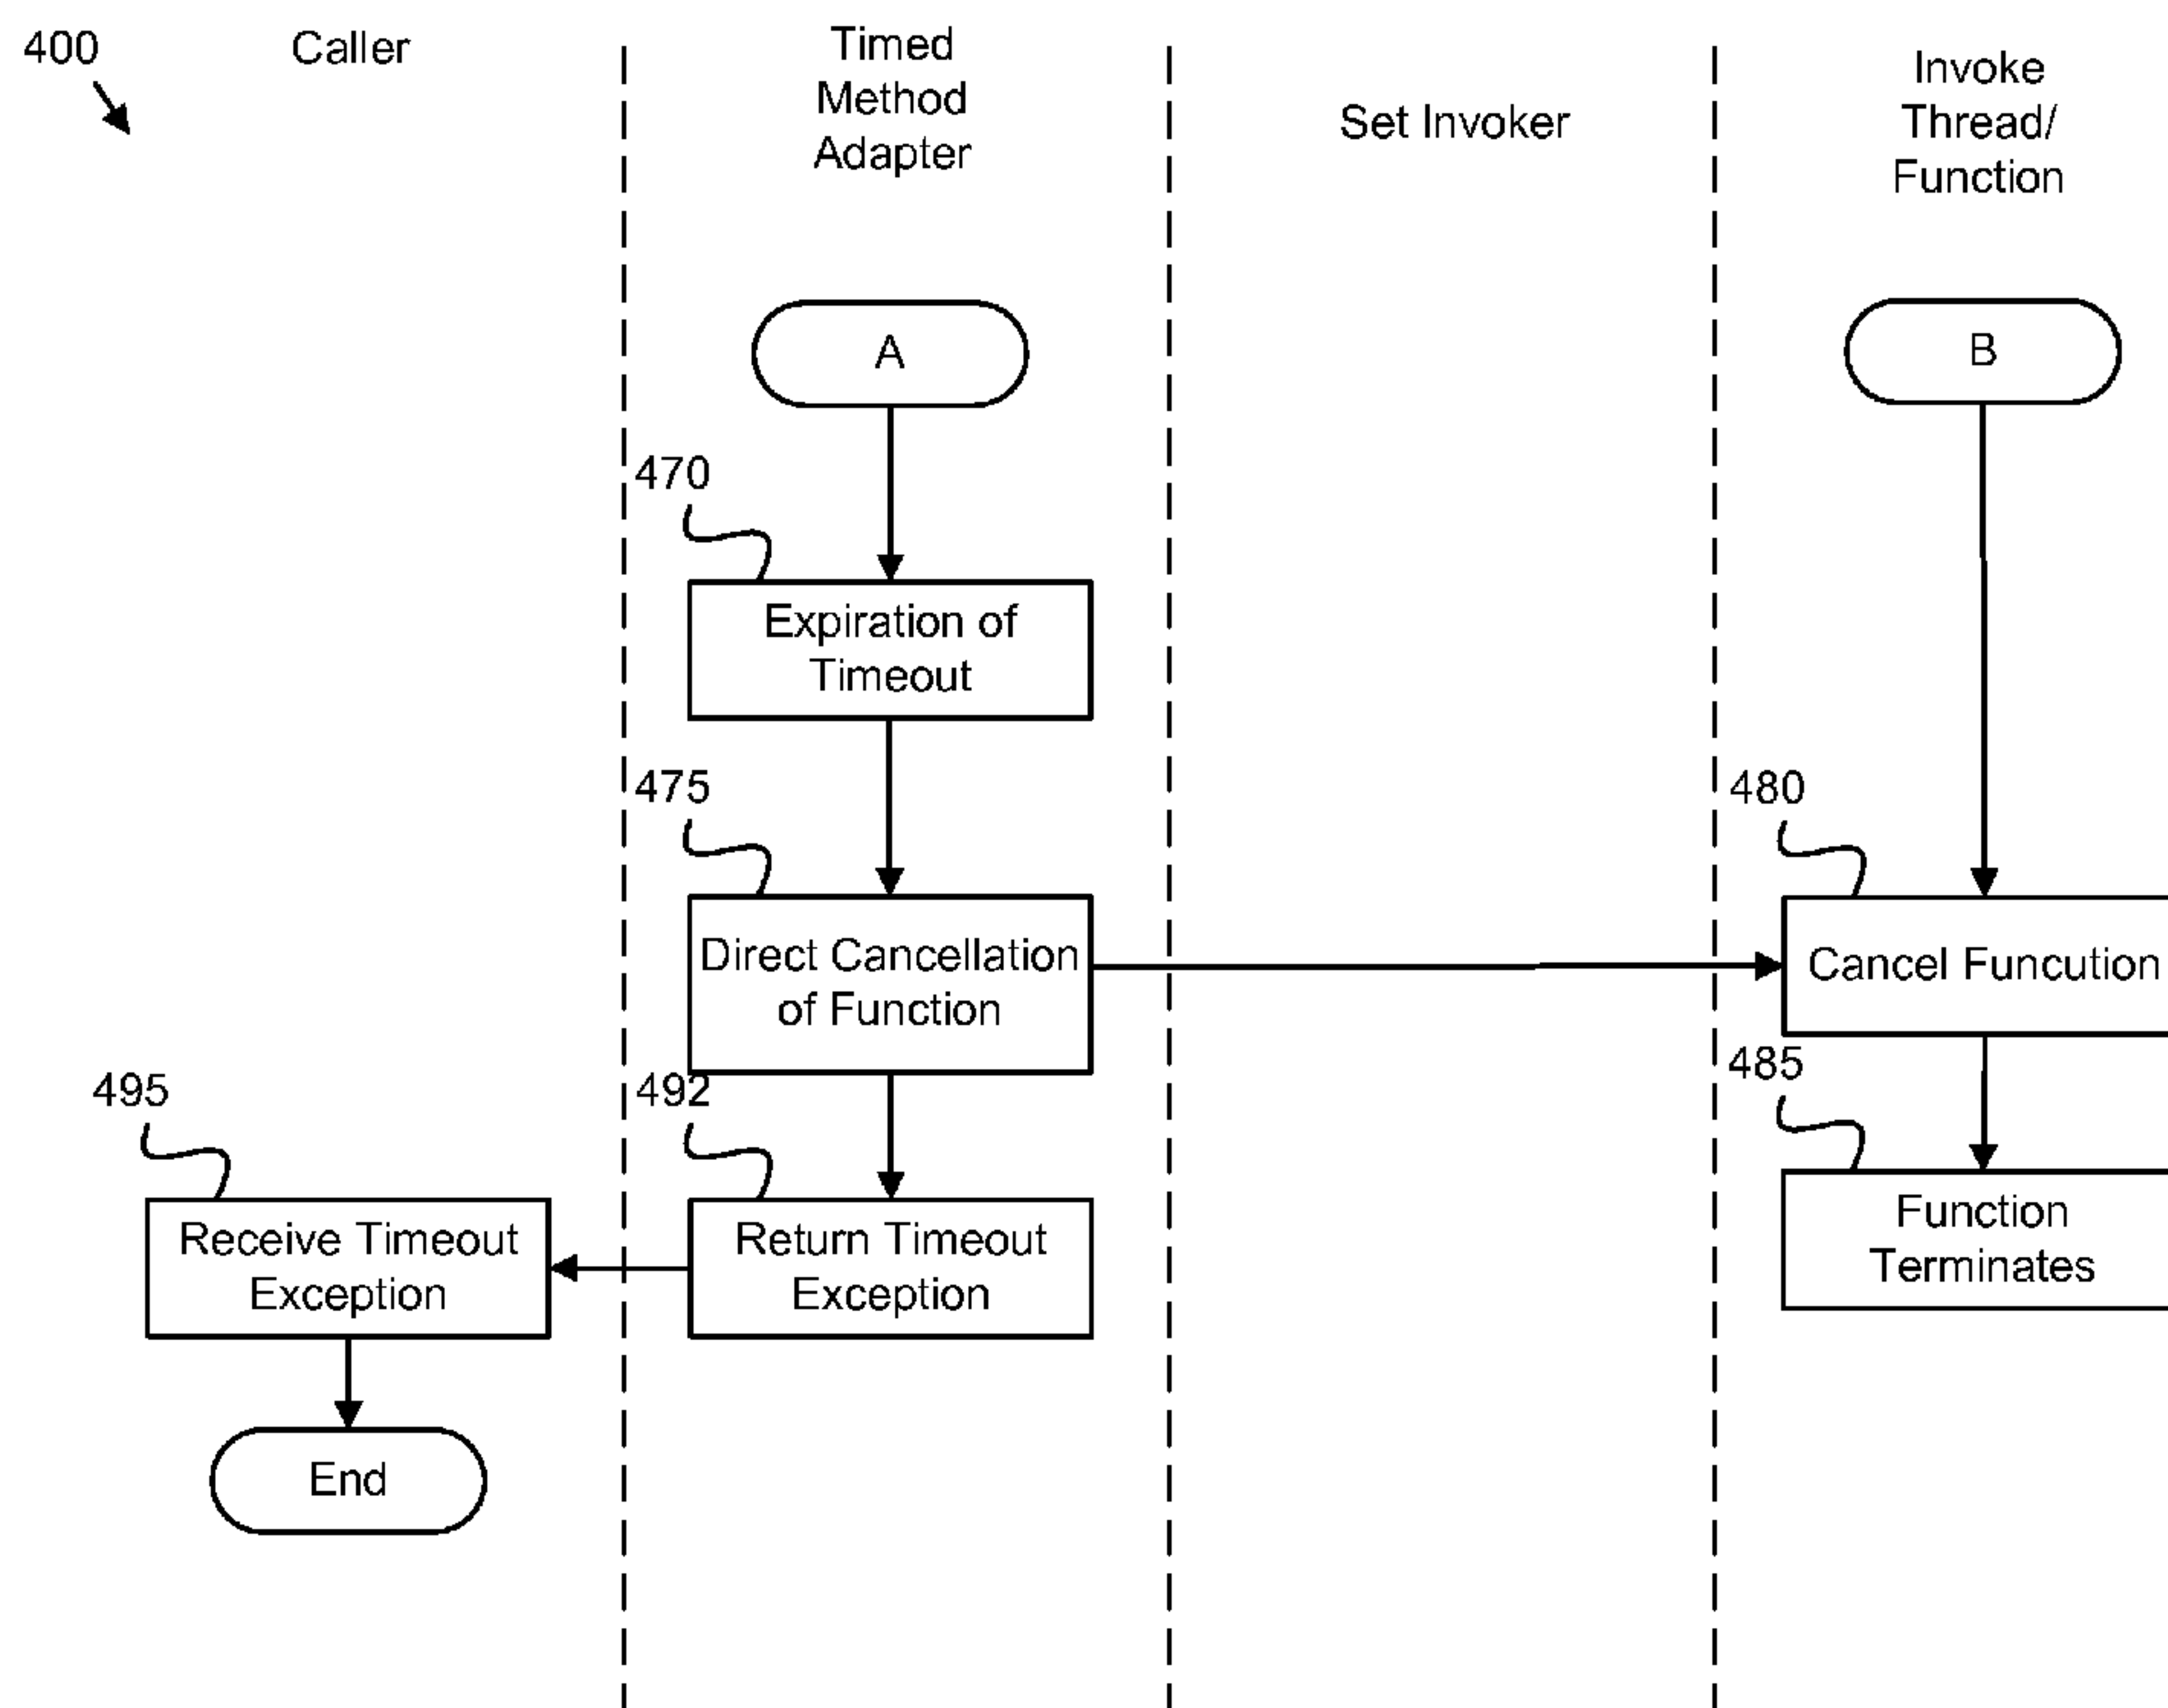 400
Caller
Timed
Method
Adapter
Set Invoker
Invoke
Thread/
Function
A
B
470
Expiration of
Timeout
475
480
Direct Cancellation
of Function
Cancel Funcution
495
492
485
Receive Timeout
Exception
Return Timeout
Exception
Function
Terminates
End